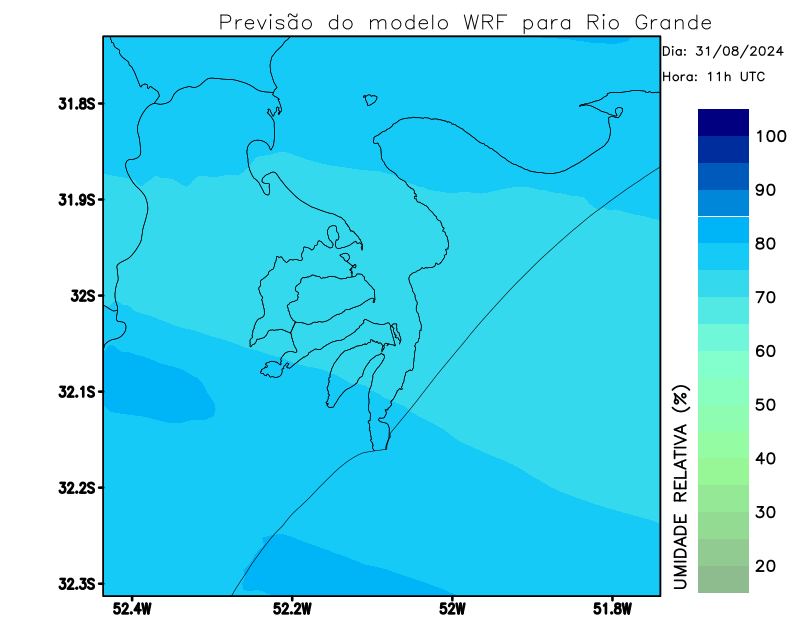 Previsão do modelo WRF para Rio Grande
Dia: 31/08/2024
Hora: 11h UTC
31.8S
31.9S
32S
32.1S
32.2S
32.3S
52.4W
52.2W
52W
51.8W
100
90
80
70
60
50
40
30
20
UMIDADE RELATIVA (%)